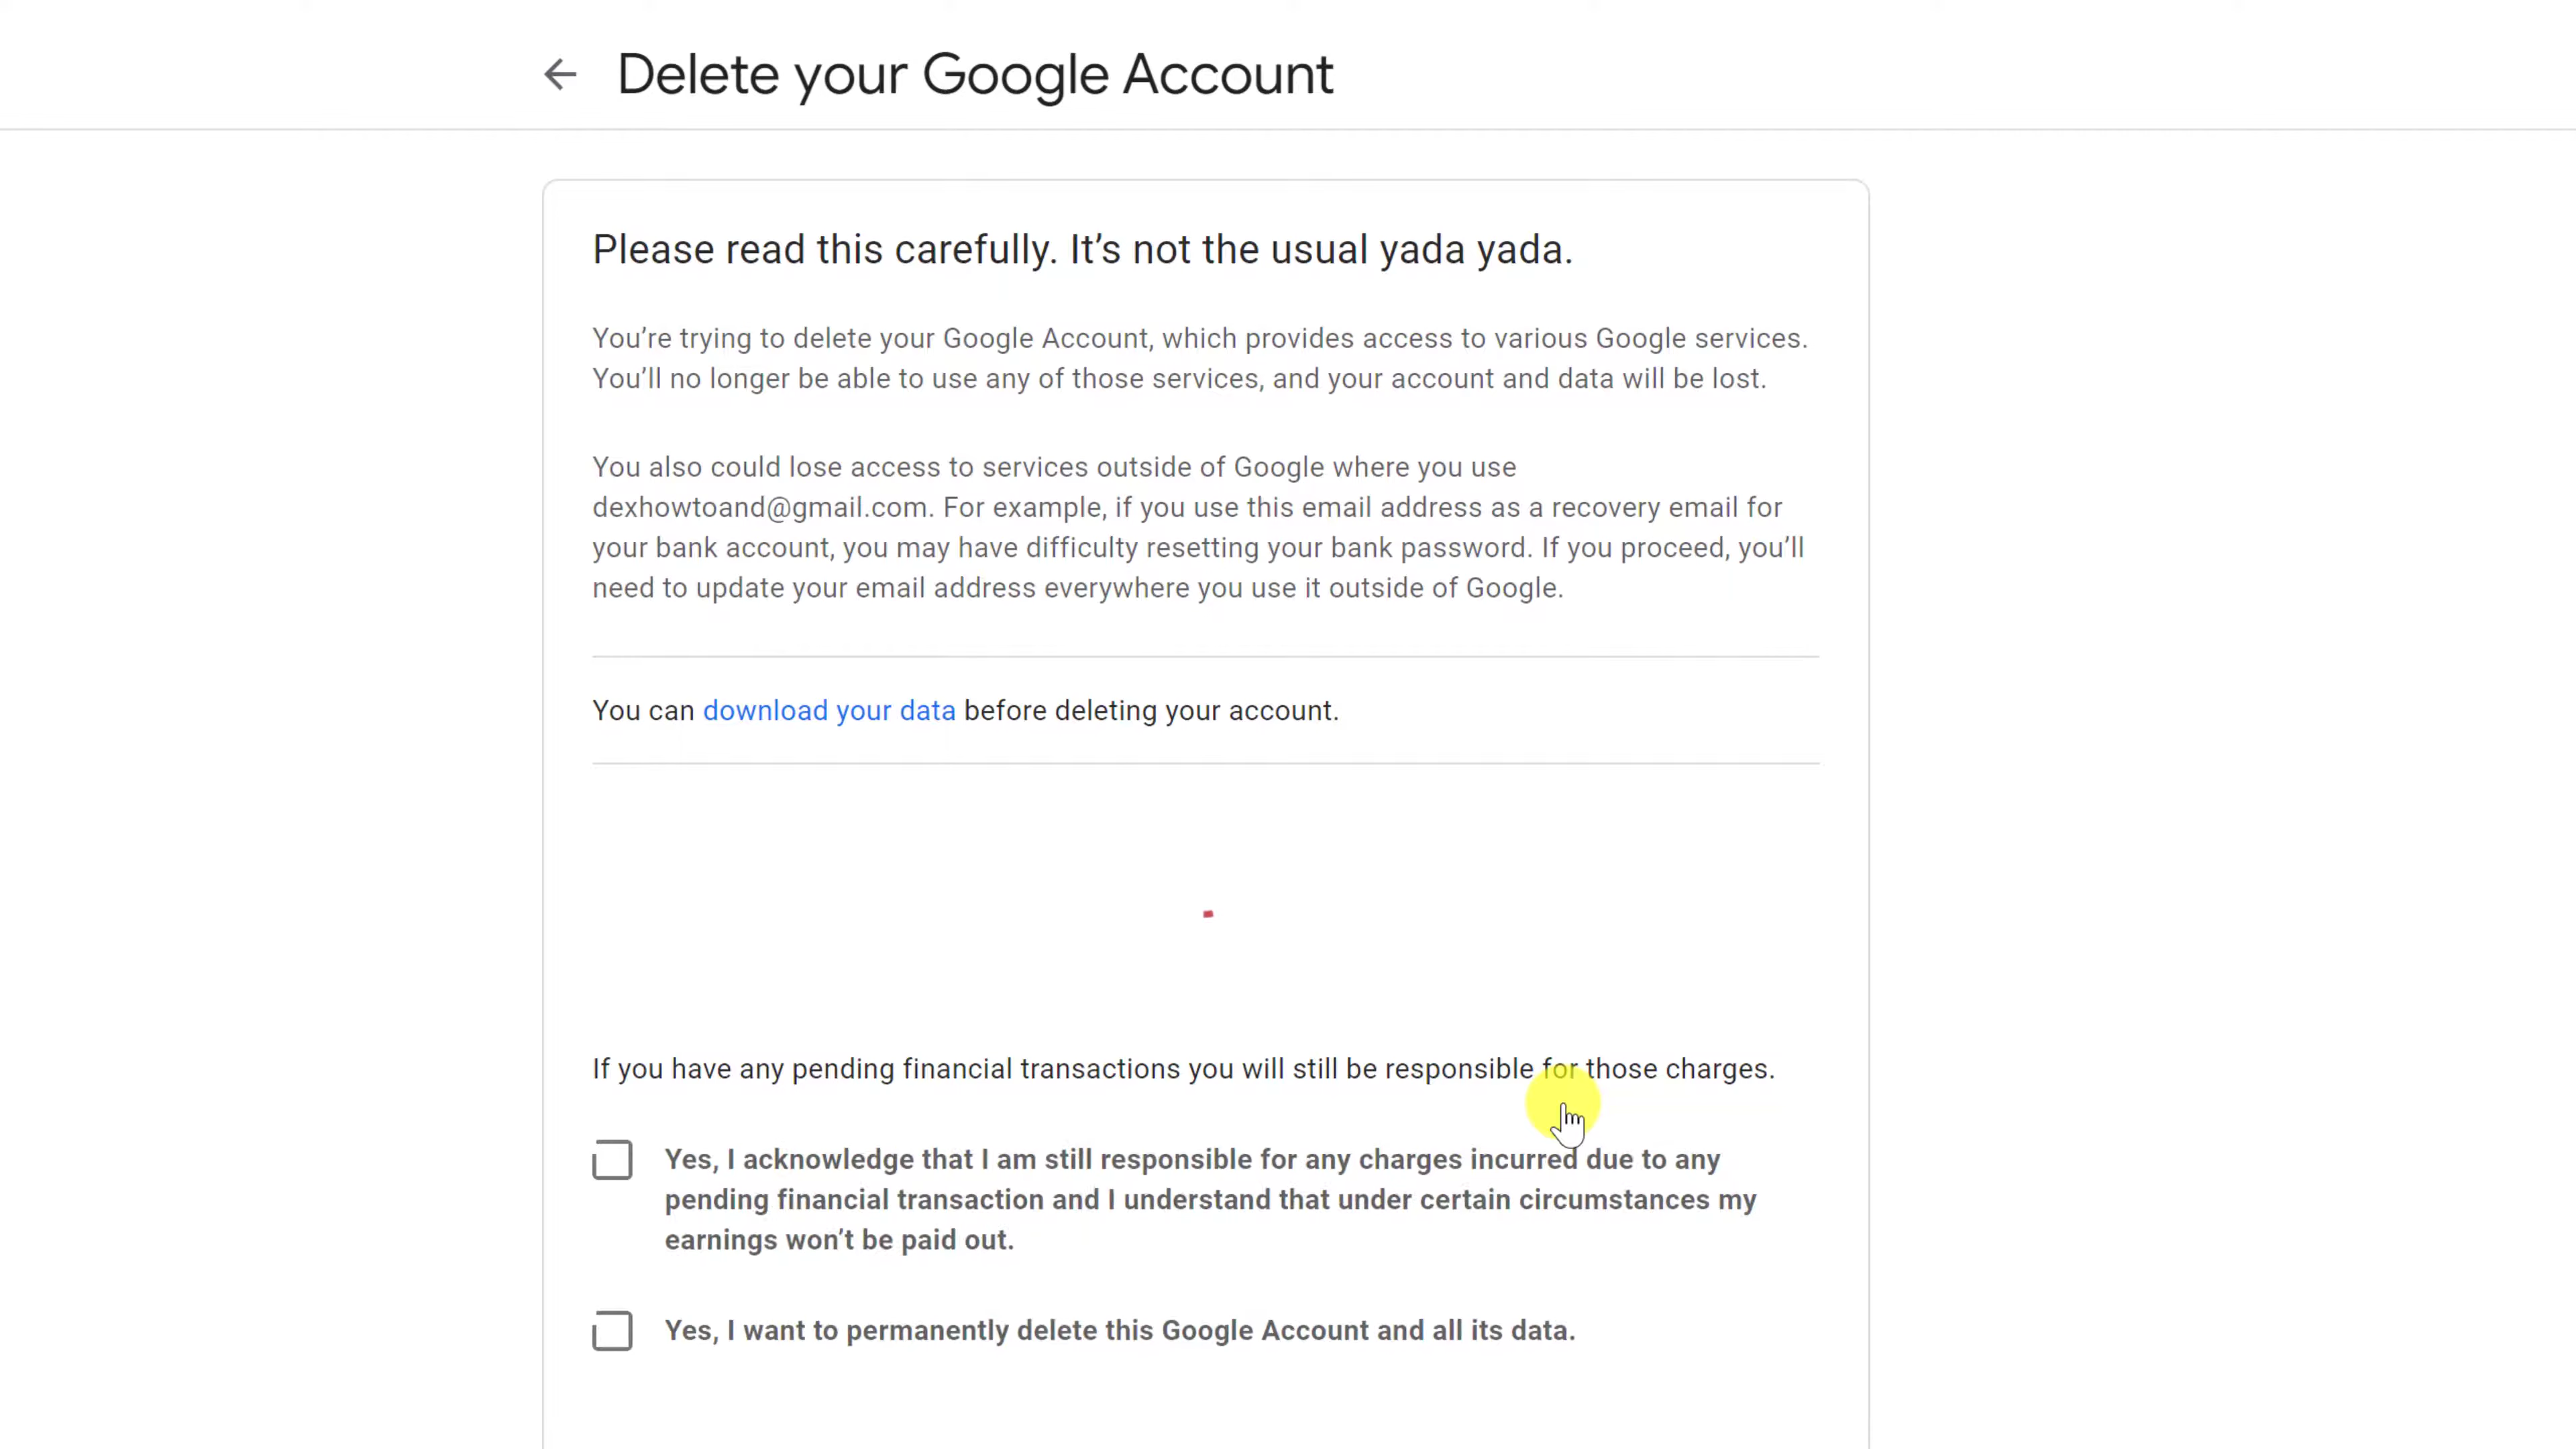 Delete your Google Account
Please read this carefully. It’s not the usual yada yada.
You’re trying to delete your Google Account, which provides access to various Google services.
You’ll no longer be able to use any of those services, and your account and data will be lost.
You also could lose access to services outside of Google where you use
dexhowtoand@gmail.com. For example, if you use this email address as a recovery email for
your bank account, you may have difficulty resetting your bank password. If you proceed, you’ll
need to update your email address everywhere you use it outside of Google.
You can download your data before deleting your account.
If you have any pending financial transactions you will still be responsible for those charges.
Yes, I acknowledge that I am still responsible for any charges incurred due to any
pending financial transaction and I understand that under certain circumstances my
earnings won’t be paid out.
Yes, I want to permanently delete this Google Account and all its data.